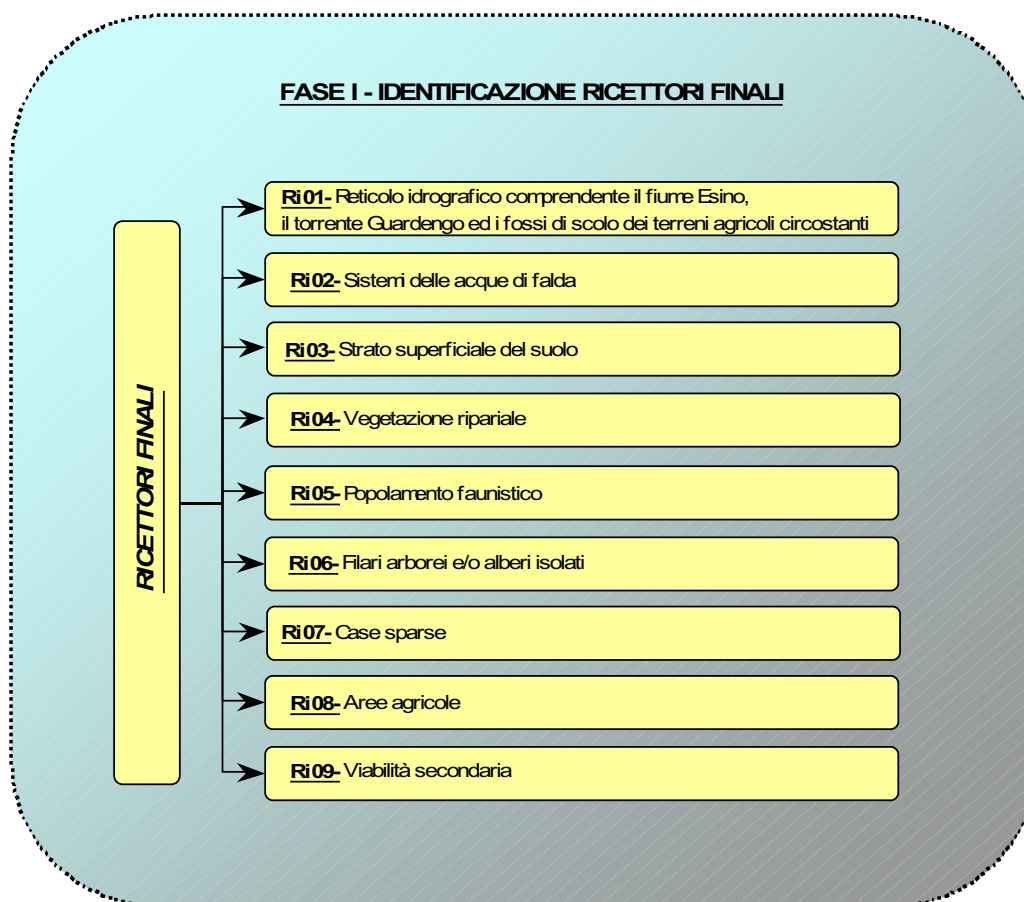 FASE I - IDENTIFICAZIONE RICETTORI FINALI
RICETTORI FINALI
Ri01- Reticolo idrografico comprendente il fiume Esino,
il torrente Guardengo ed i fossi di scolo dei terreni agricoli circostanti
Ri02- Sistemi delle acque di falda
Ri03- Strato superficiale del suolo
Ri04- Vegetazione ripariale
Ri05- Popolamento faunistico
Ri06- Filari arborei e/o alberi isolati
Ri07- Case sparse
Ri08- Aree agricole
Ri09- Viabilità secondaria